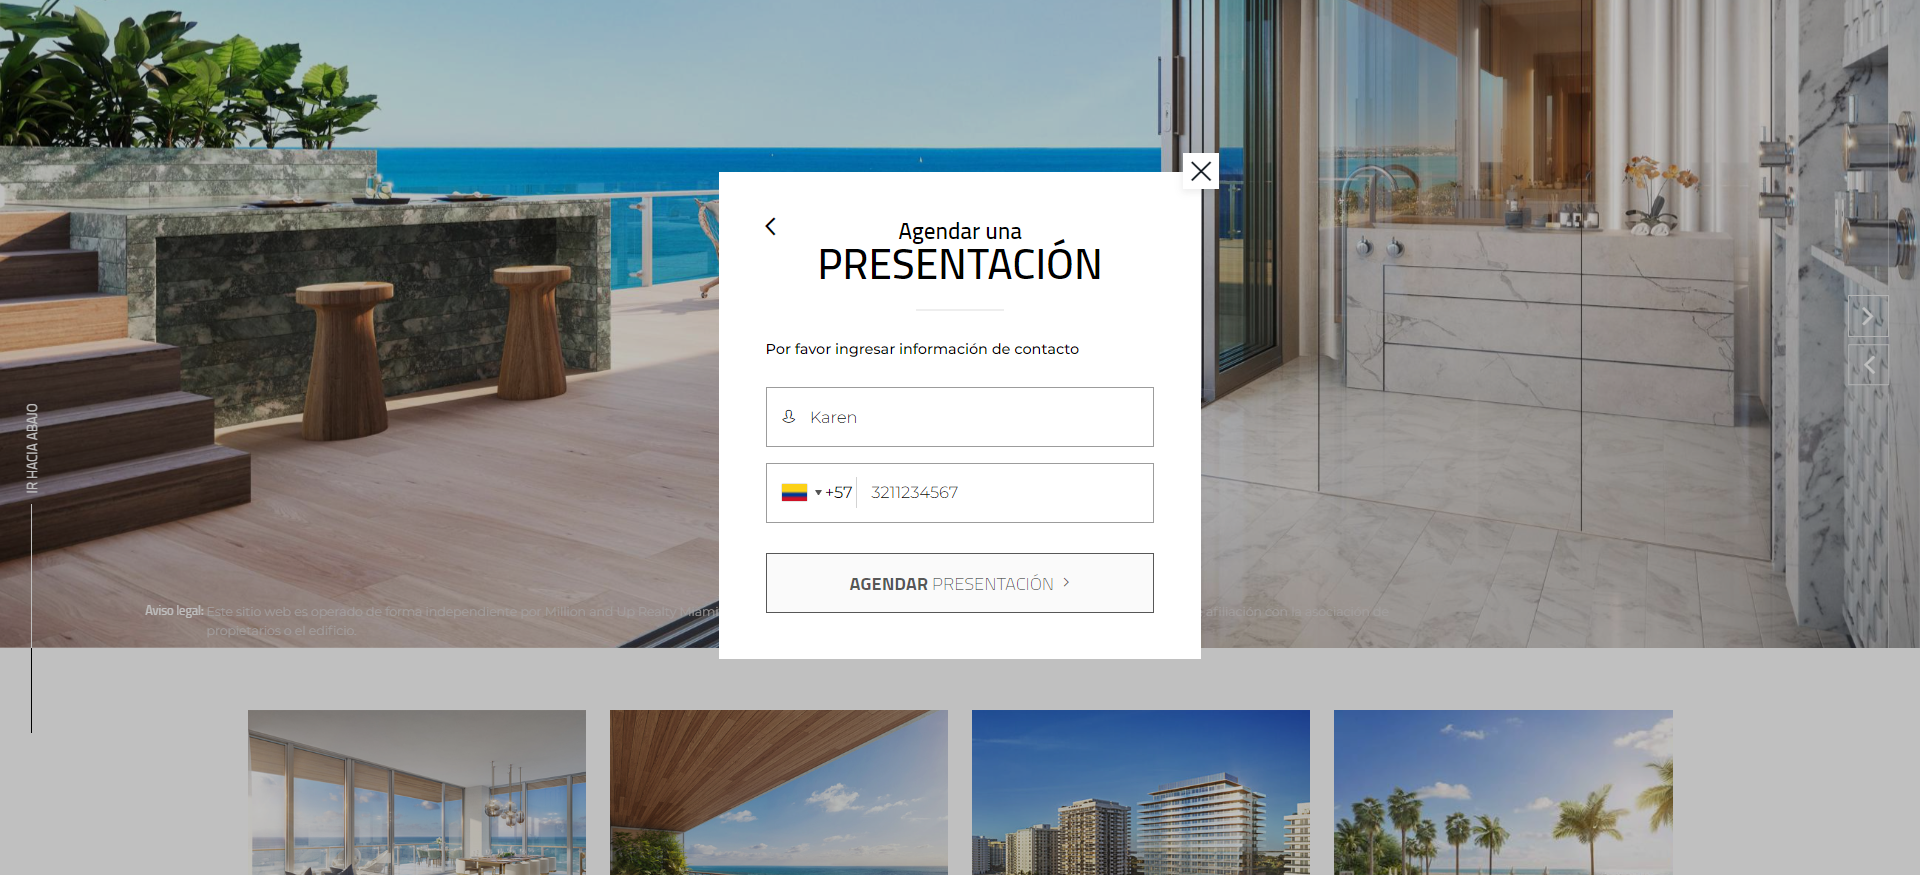 Agendar una
PRESENTACIÓN
Por favor ingresar información de contacto
Karen
+57 3211234567
AGENDAR PRESENTACIÓN
IR HACIA ABAJO
Aviso legal: Este sitio web es operado de forma independiente por Million and Up Realty Miami
afiliación con la asociación de
propietarios o el edificio.